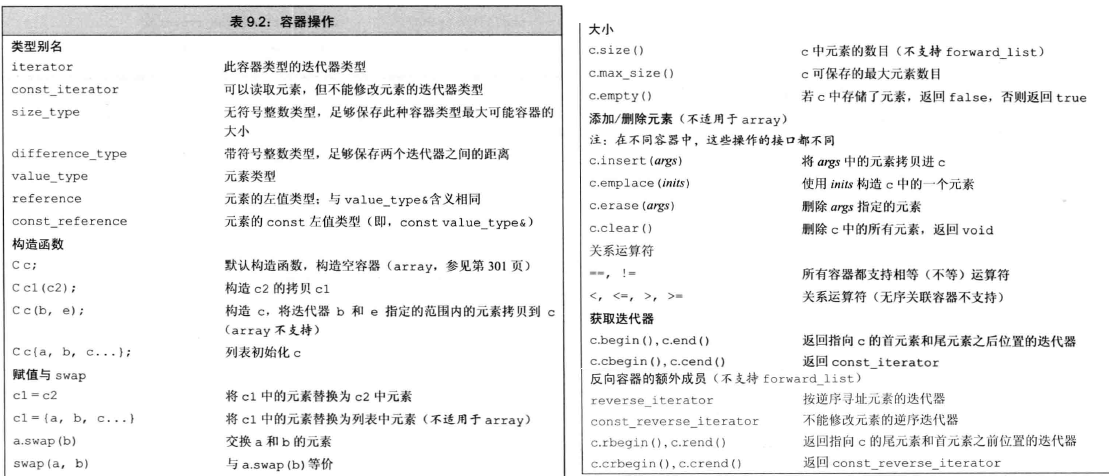 表 9.2：容器操作
类型别名
iterator 此容器类型的迭代器类型
const_iterator 可以读取元素，但不能修改元素的迭代器类型
size_type 无符号整数类型，足够保存此种容器类型最大可能容器的
大小
difference_type 带符号整数类型，足够保存两个迭代器之间的距离
value_type 元素类型
reference 元素的左值类型；与 value_type&含义相同
const_reference 元素的 const 左值类型（即，const value_type&）
构造函数
C c; 默认构造函数，构造空容器（array，参见第 301 页）
C c1(c2); 构造 c2 的拷贝 c1
C c(b, e); 构造 c，将迭代器 b 和 e 指定的范围内的元素拷贝到 c
（array 不支持）
C c{a, b, c...}; 列表初始化 c
赋值与 swap
c1 = c2 将 c1 中的元素替换为 c2 中元素
c1 = {a, b, c...} 将 c1 中的元素替换为列表中元素（不适用于 array）
a.swap(b) 交换 a 和 b 的元素
swap(a, b) 与 a.swap(b)等价
大小
c.size() c 中元素的数目（不支持 forward_list）
c.max_size() c 可保存的最大元素数目
c.empty() 若 c 中存储了元素，返回 false，否则返回 true
添加/删除元素（不适用于 array）
注：在不同容器中，这些操作的接口都不同
c.insert(args) 将 args 中的元素拷贝进 c
c.emplace(inits) 使用 inits 构造 c 中的一个元素
c.erase(args) 删除 args 指定的元素
c.clear() 删除 c 中的所有元素，返回 void
关系运算符
==, != 所有容器都支持相等（不等）运算符
<, <=, >, >= 关系运算符（无序关联容器不支持）
获取迭代器
c.begin(), c.end() 返回指向 c 的首元素和尾元素之后位置的迭代器
c.cbegin(), c.cend() 返回 const_iterator
反向容器的额外成员（不支持 forward_list）
reverse_iterator 按逆序寻址元素的迭代器
const_reverse_iterator 不能修改元素的逆序迭代器
c.rbegin(), c.rend() 返回指向 c 的尾元素和首元素之前位置的迭代器
c.crbegin(), c.crend() 返回 const_reverse_iterator